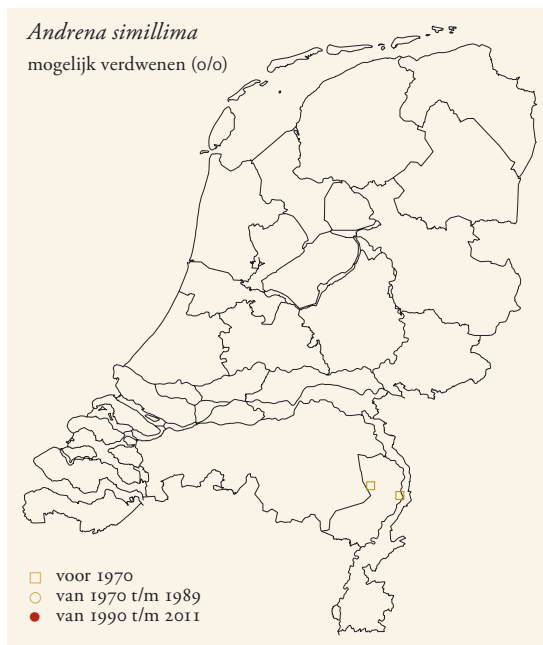 Andrena simillima
mogelijk verdwenen (0/0)
voor 1970
van 1970 t/m 1989
van 1990 t/m 2011